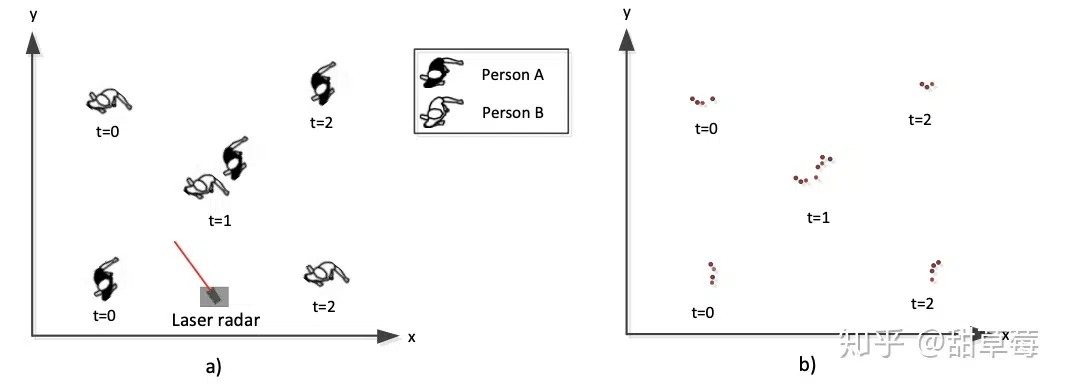 y
Person A
Person B
t=0
t=2
t=1
t=0
t=2
Laser radar
x
a)
y
t=0
t=2
t=1
t=0
t=2
x
b)
知乎 @甜草莓